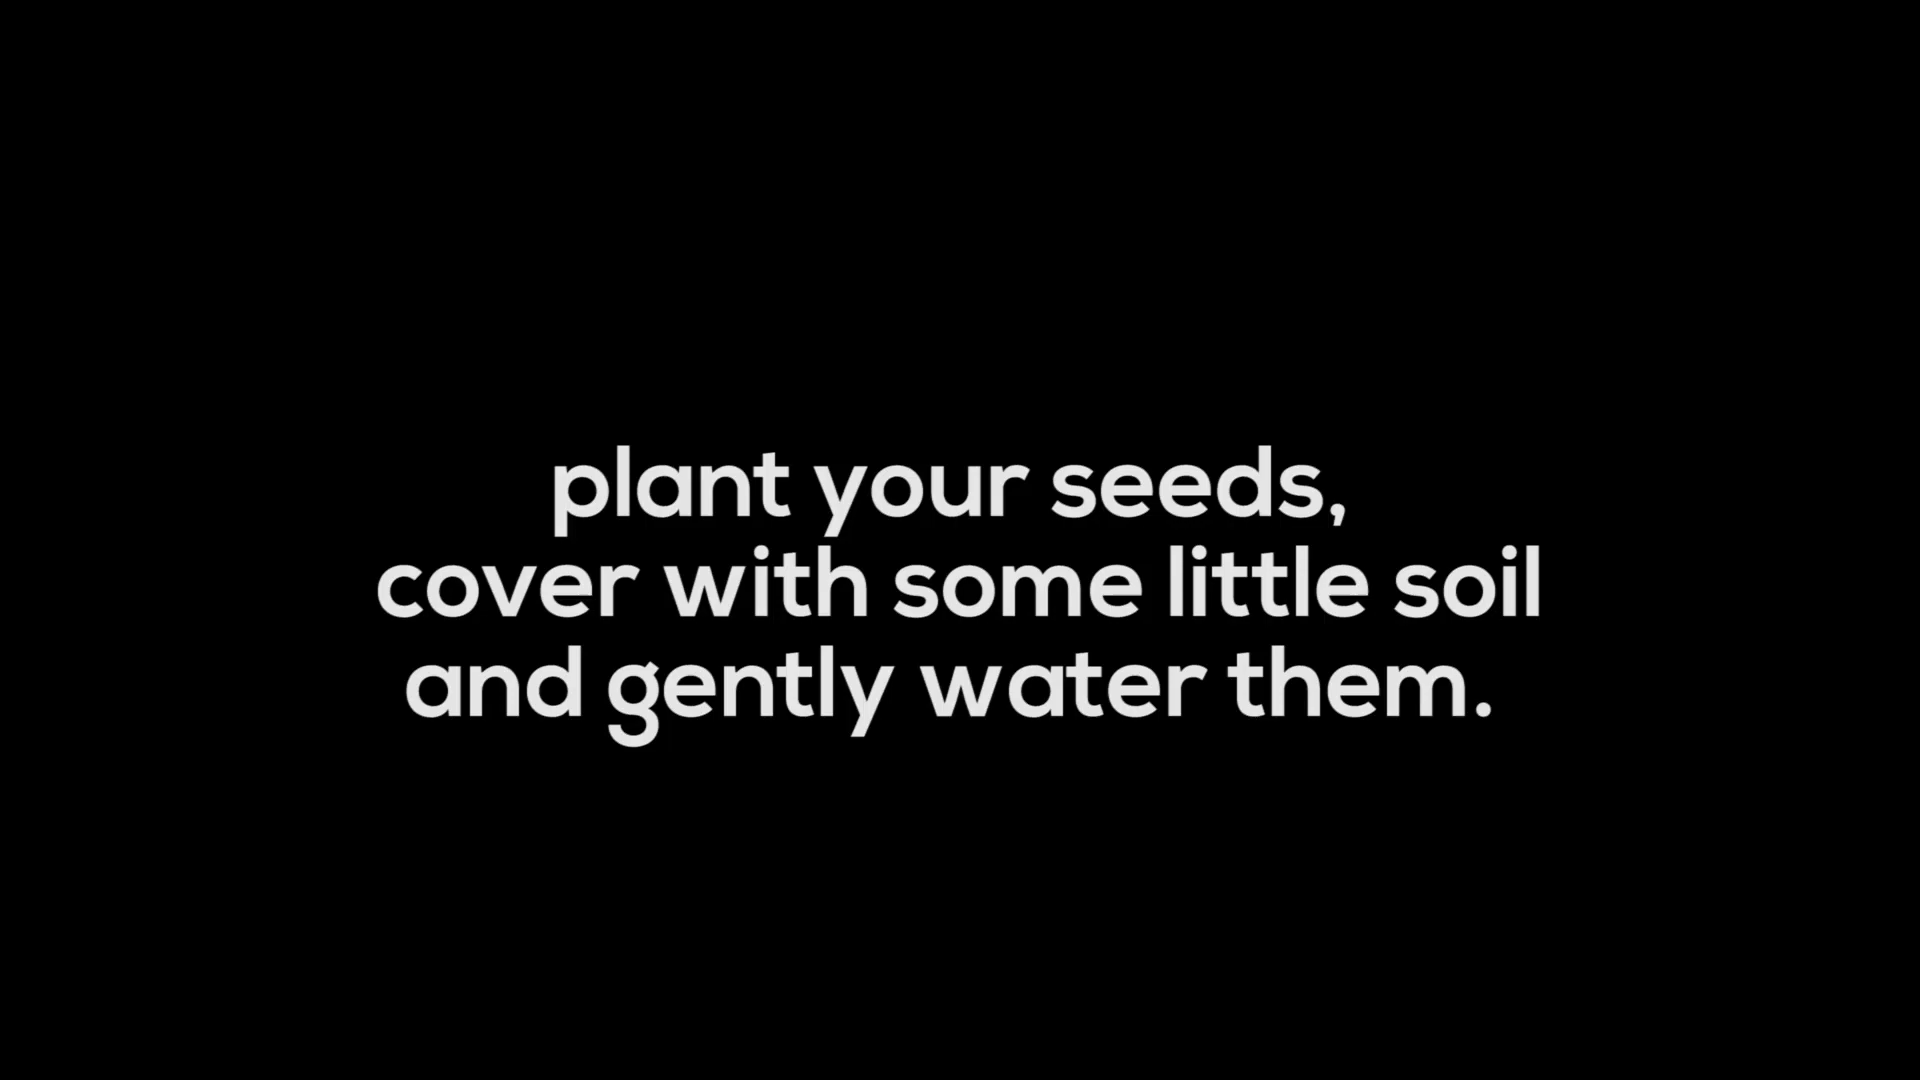 plant your seeds,
cover with some little soil
and gently water them.